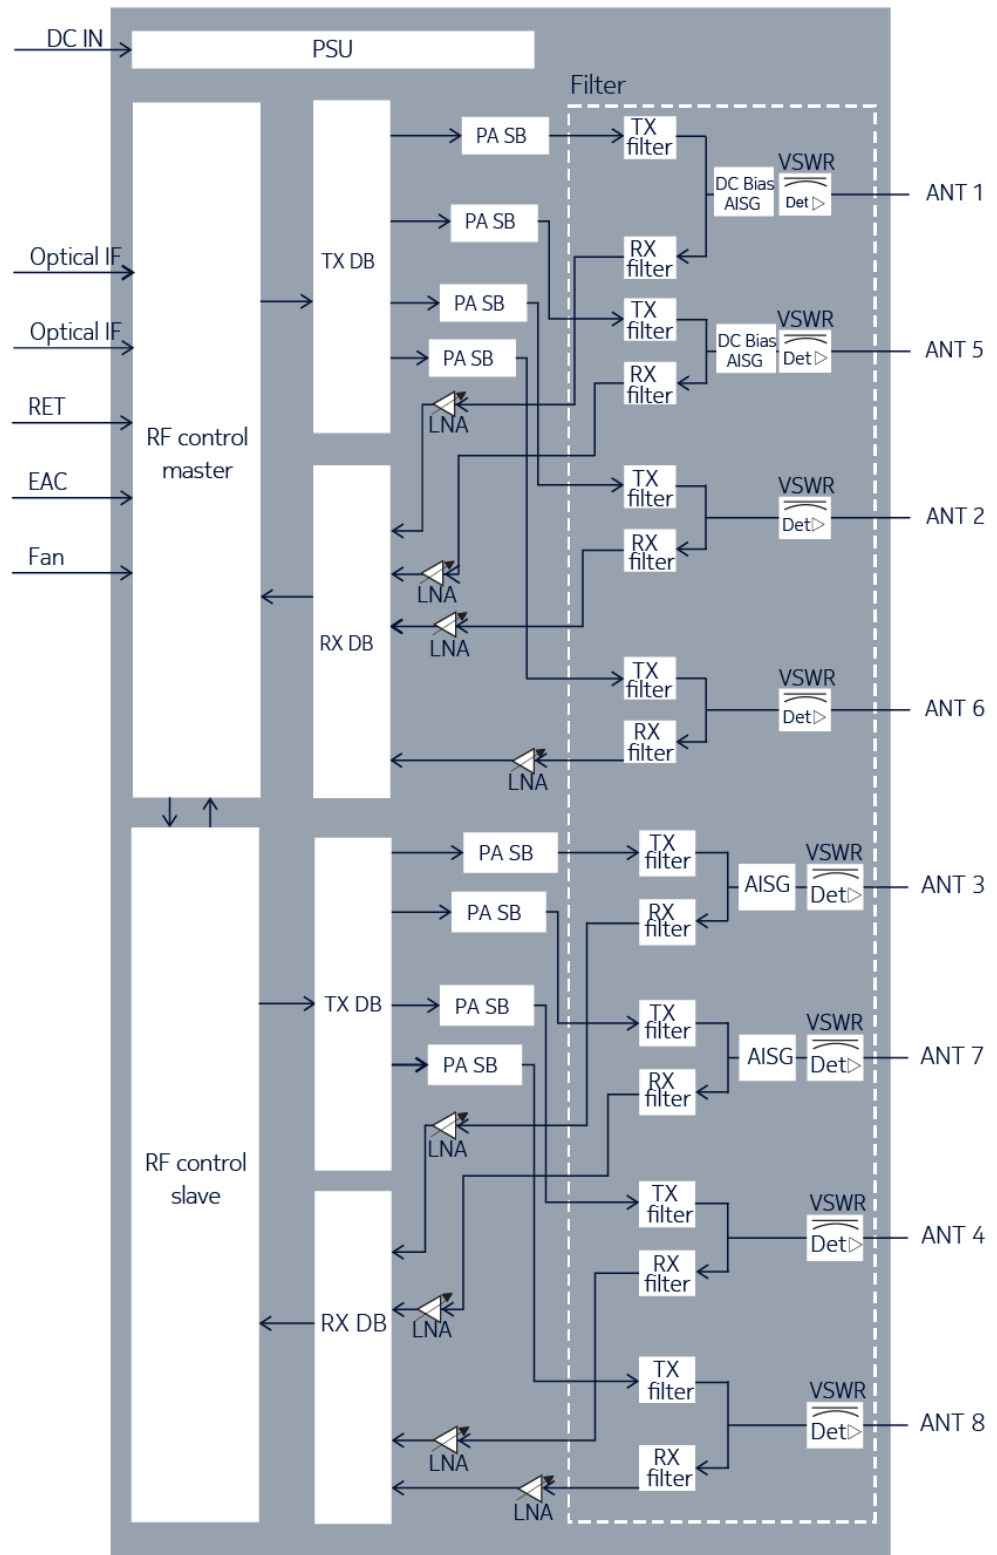 DC IN
PSU
Filter
TX
filter
PA SB
VSWR
DC Bias
AISG
Det
ANT 1
PA SB
RX
filter
Optical IF
TX DB
PA SB
TX
filter
VSWR
DC Bias
AISG
Det
ANT 5
Optical IF
PA SB
RX
filter
RET
LNA
RF control
master
EAC
TX
filter
VSWR
Det
ANT 2
RX
filter
Fan
LNA
RX DB
LNA
TX
filter
VSWR
Det
ANT 6
RX
filter
LNA
PA SB
TX
filter
VSWR
AISG
Det
ANT 3
PA SB
RX
filter
TX DB
PA SB
TX
filter
VSWR
AISG
Det
ANT 7
PA SB
RX
filter
LNA
RF control
slave
TX
filter
VSWR
Det
ANT 4
RX
filter
RX DB
LNA
TX
filter
VSWR
Det
ANT 8
LNA
RX
filter
LNA